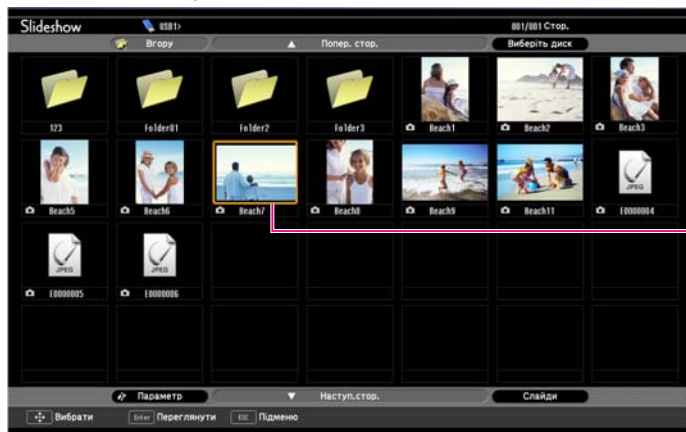 Slideshow USB1> 001/001 Стор.
Вгору Попер. стор. Виберіть диск
123 Folder01 Folder2 Folder3 Beach1 Beach2 Beach3
JPEG
Beach5 Beach6 Beach7 Beach8 Beach9 Beach11 E0000004
JPEG JPEG
E0000005 E0000006
Параметр Наступ.стор. Слайди
Вибрати Enter Переглянути ESC Підменю